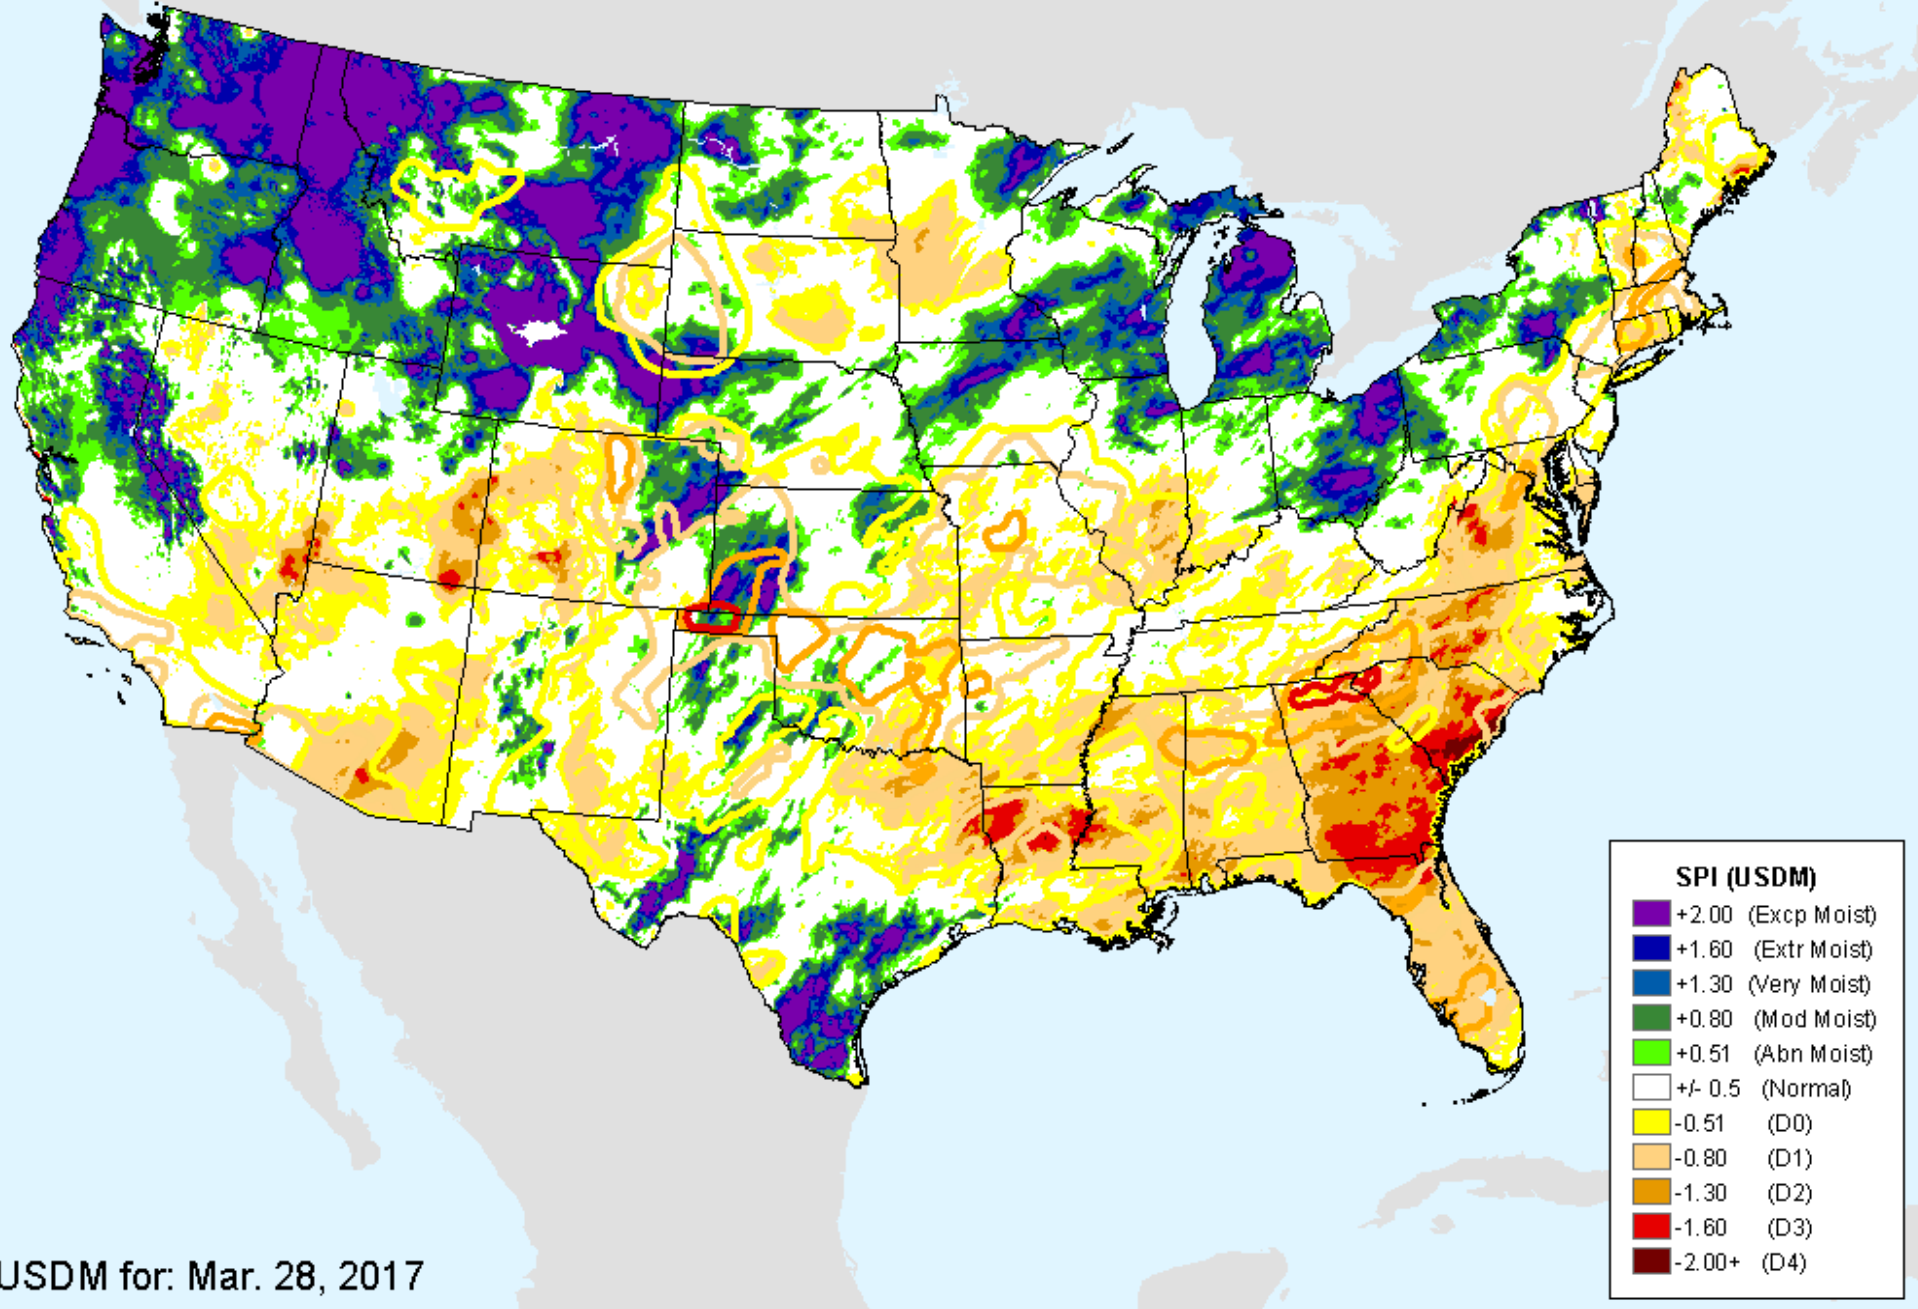 SPI (USDM)
+2.00 (Excp Moist)
+1.60 (Extr Moist)
+1.30 (Very Moist)
+0.80 (Mod Moist)
+0.51 (Abn Moist)
+/- 0.5 (Normal)
-0.51 (D0)
-0.80 (D1)
-1.30 (D2)
-1.60 (D3)
-2.00+ (D4)
USDM for: Mar. 28, 2017